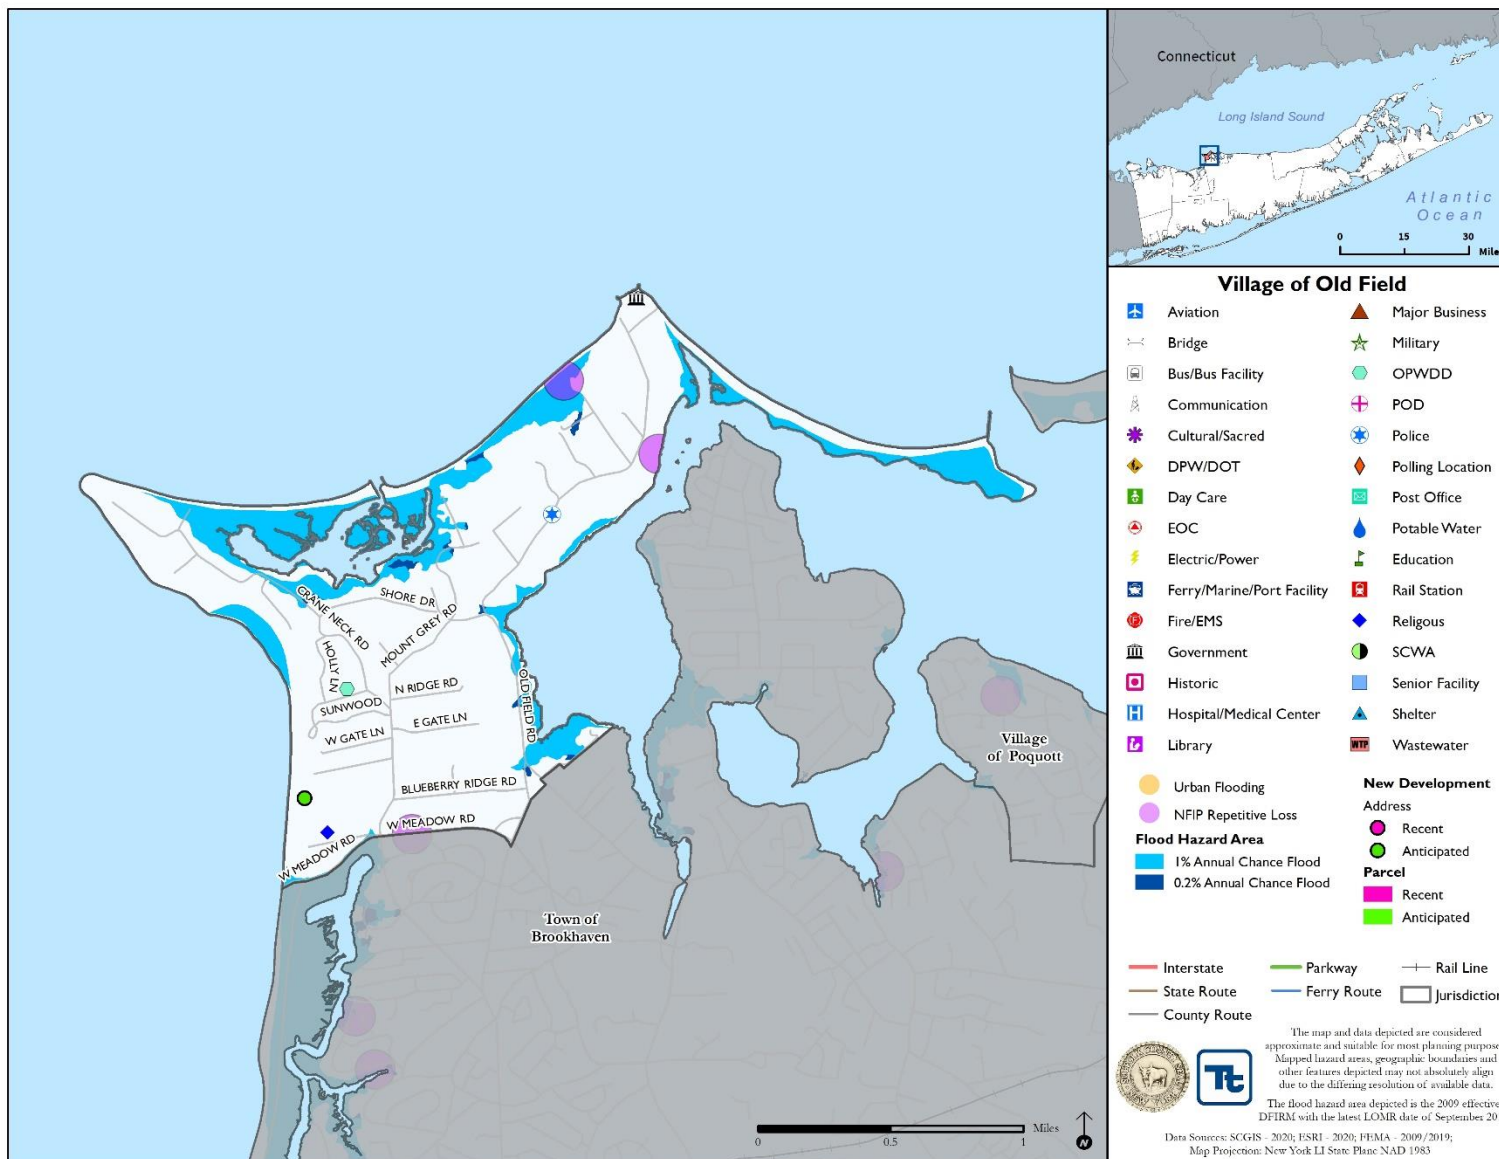 CRANE NECK RD
SHORE DR
MOUNT GREY RD
HOLLY LN
N RIDGE RD
SUNWOOD
E GATE LN
W GATE LN
OLD FIELD RD
BLUEBERRY RIDGE RD
W MEADOW RD
W MEADOW RD
Town of
Brookhaven
Village
of Poquott
0 0.5 1
Miles
N
Connecticut
Long Island Sound
Atlantic
Ocean
0 15 30
Mile
Village of Old Field
Aviation
Bridge
Bus/Bus Facility
Communication
Cultural/Sacred
DPW/DOT
Day Care
EOC
Electric/Power
Ferry/Marine/Port Facility
Fire/EMS
Government
Historic
Hospital/Medical Center
Library
Major Business
Military
OPWDD
POD
Police
Polling Location
Post Office
Potable Water
Education
Rail Station
Religous
SCWA
Senior Facility
Shelter
WTP Wastewater
Urban Flooding
NFIP Repetitive Loss
Flood Hazard Area
1% Annual Chance Flood
0.2% Annual Chance Flood
New Development
Address
Recent
Anticipated
Parcel
Recent
Anticipated
Interstate
State Route
County Route
Parkway
Ferry Route
Rail Line
Jurisdiction
Tt
The map and data depicted are considered
approximate and suitable for most planning purpose
Mapped hazard areas, geographic boundaries and
other features depicted may not absolutely align
due to the differing resolution of available data.
The flood hazard area depicted is the 2009 effective
DFIRM with the latest LOMR date of September 20
Data Sources: SCGIS - 2020; ESRI - 2020; FEMA - 2009/2019;
Map Projection: New York LI State Plane NAD 1983